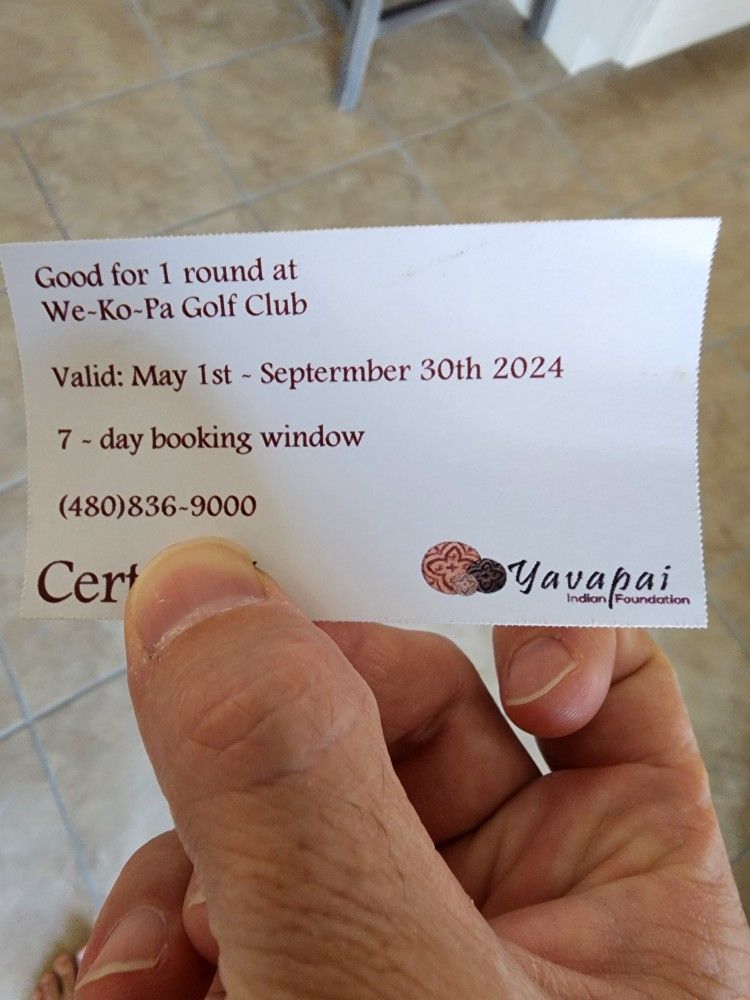 Good for 1 round at
We-Ko-Pa Golf Club
Valid: May 1st - Septermber 30th 2024
7 - day booking window
(480)836-9000
Cert
Yavapai
Indian Foundation